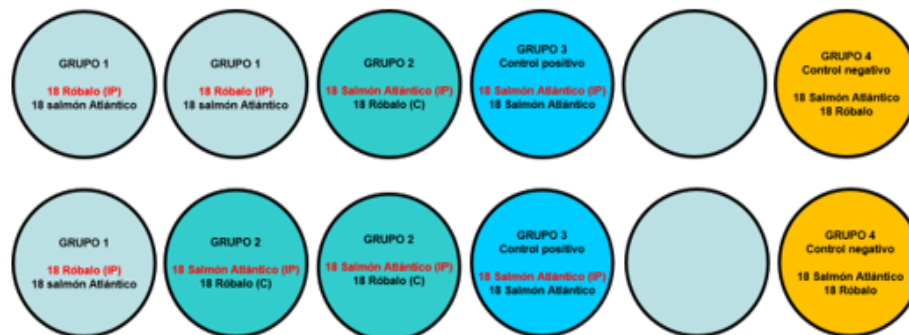 GRUPO 1
18 Róbalo (IP)
18 salmón Atlántico
GRUPO 1
18 Róbalo (IP)
18 salmón Atlántico
GRUPO 2
18 Salmón Atlántico (IP)
18 Róbalo (C)
GRUPO 3
Control positivo
18 Salmón Atlántico (IP)
18 Salmón Atlántico
GRUPO 4
Control negativo
18 Salmón Atlántico
18 Róbalo
GRUPO 1
18 Róbalo (IP)
18 salmón Atlántico
GRUPO 2
18 Salmón Atlántico (IP)
18 Róbalo (C)
GRUPO 2
18 Salmón Atlántico (IP)
18 Róbalo (C)
GRUPO 3
Control positivo
18 Salmón Atlántico (IP)
18 Salmón Atlántico
GRUPO 4
Control negativo
18 Salmón Atlántico
18 Róbalo